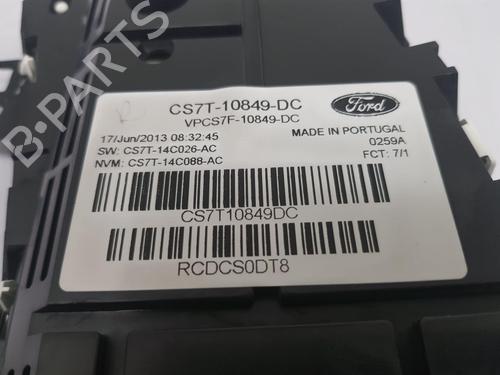 CS7T-10849-DC
VPCS7F-10849-DC
Ford
17/Jun/2013 08:32:45
MADE IN PORTUGAL
SW: CS7T-14C026-AC
0259A
NVM: CS7T-14C088-AC
FCT: 7/1
CS7T10849DC
RCDCS0DT8
B-PARTS